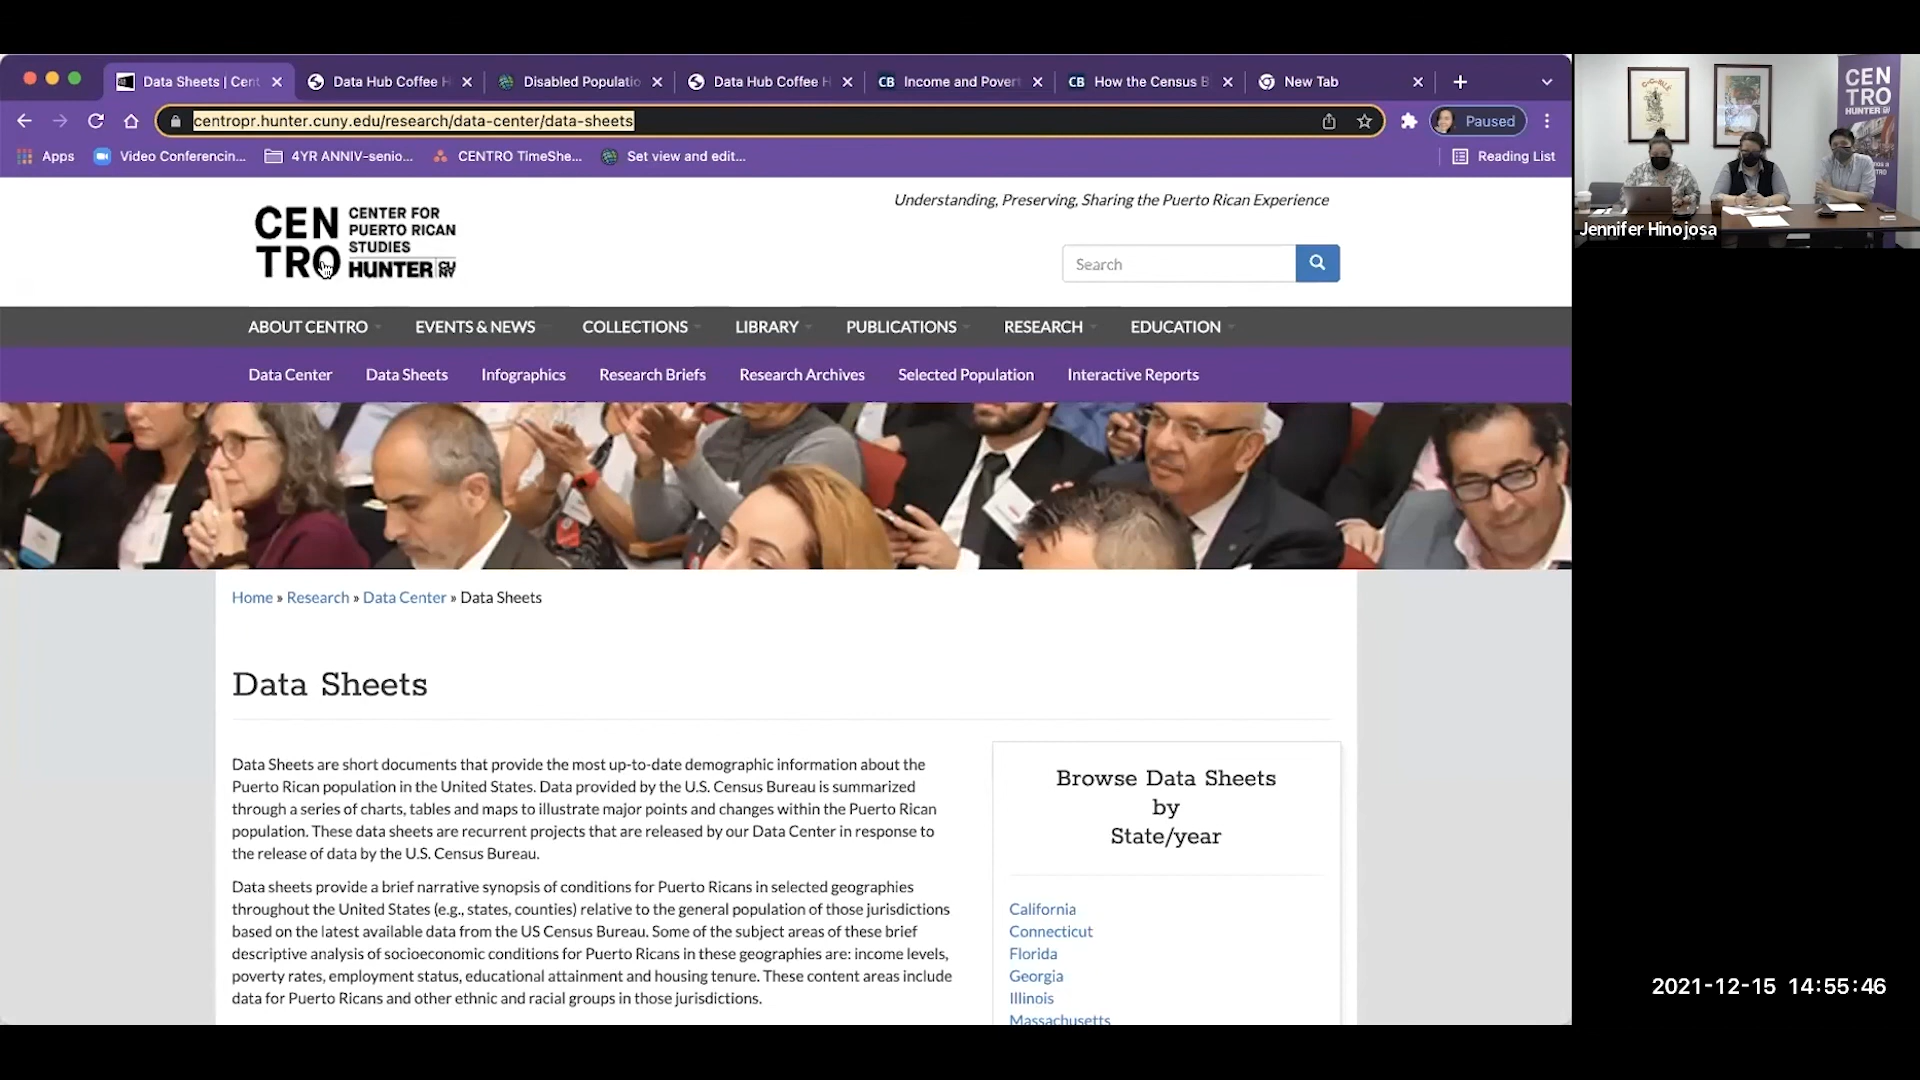 Data Sheets | Cent
Data Hub Coffee H
Disabled Populatio
Data Hub Coffee H
CB Income and Povert
CB How the Census B
New Tab
centropr.hunter.cuny.edu/research/data-center/data-sheets
Paused
Apps
Video Conferencin...
4YR ANNIV-senio...
CENTRO TimeShe...
Set view and edit...
Reading List
CEN
TRO
CENTER FOR
PUERTO RICAN
STUDIES
HUNTER CUNY
Understanding, Preserving, Sharing the Puerto Rican Experience
Search
ABOUT CENTRO
EVENTS & NEWS
COLLECTIONS
LIBRARY
PUBLICATIONS
RESEARCH
EDUCATION
Data Center
Data Sheets
Infographics
Research Briefs
Research Archives
Selected Population
Interactive Reports
Home » Research » Data Center » Data Sheets
Data Sheets
Data Sheets are short documents that provide the most up-to-date demographic information about the
Puerto Rican population in the United States. Data provided by the U.S. Census Bureau is summarized
through a series of charts, tables and maps to illustrate major points and changes within the Puerto Rican
population. These data sheets are recurrent projects that are released by our Data Center in response to
the release of data by the U.S. Census Bureau.
Data sheets provide a brief narrative synopsis of conditions for Puerto Ricans in selected geographies
throughout the United States (e.g., states, counties) relative to the general population of those jurisdictions
based on the latest available data from the US Census Bureau. Some of the subject areas of these brief
descriptive analysis of socioeconomic conditions for Puerto Ricans in these geographies are: income levels,
poverty rates, employment status, educational attainment and housing tenure. These content areas include
data for Puerto Ricans and other ethnic and racial groups in those jurisdictions.
Browse Data Sheets
by
State/year
California
Connecticut
Florida
Georgia
Illinois
Massachusetts
CEN
TRO
HUNTER
Jennifer Hinojosa
2021-12-15 14:55:46